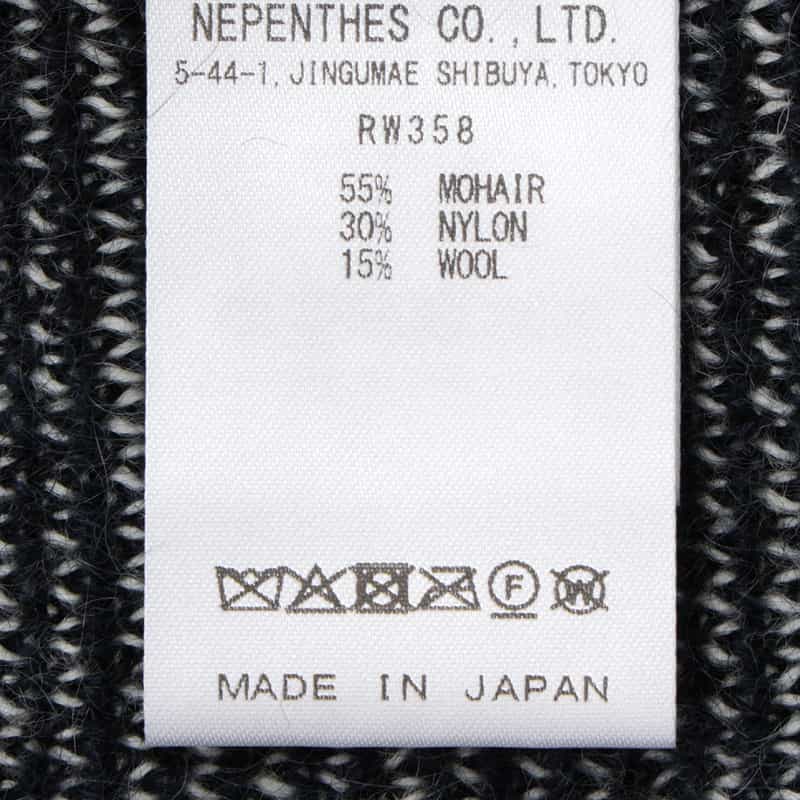 NEPENTHES CO., LTD.
5-44-1, JINGUMAE SHIBUYA, TOKYO
RW358
55% MOHAIR
30% NYLON
15% WOOL
F W
MADE IN JAPAN